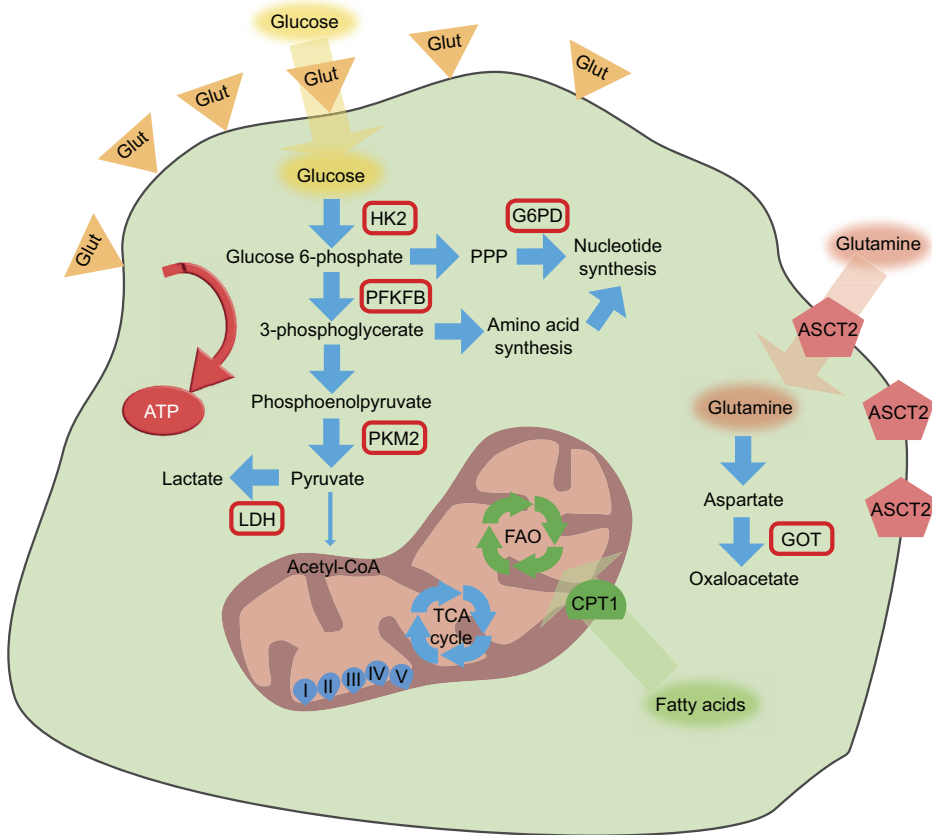 Glucose
Glut
Glut
Glut
Glut
Glut
Glut
Glucose
HK2
G6PD
Glucose 6-phosphate
PPP
Nucleotide
synthesis
Glutamine
PFKFB
3-phosphoglycerate
Amino acid
synthesis
ASCT2
ATP
Phosphoenolpyruvate
Glutamine
ASCT2
PKM2
Lactate
Pyruvate
Aspartate
ASCT2
LDH
FAO
GOT
Acetyl-CoA
Oxaloacetate
CPT1
TCA
cycle
I
II
III
IV
V
Fatty acids